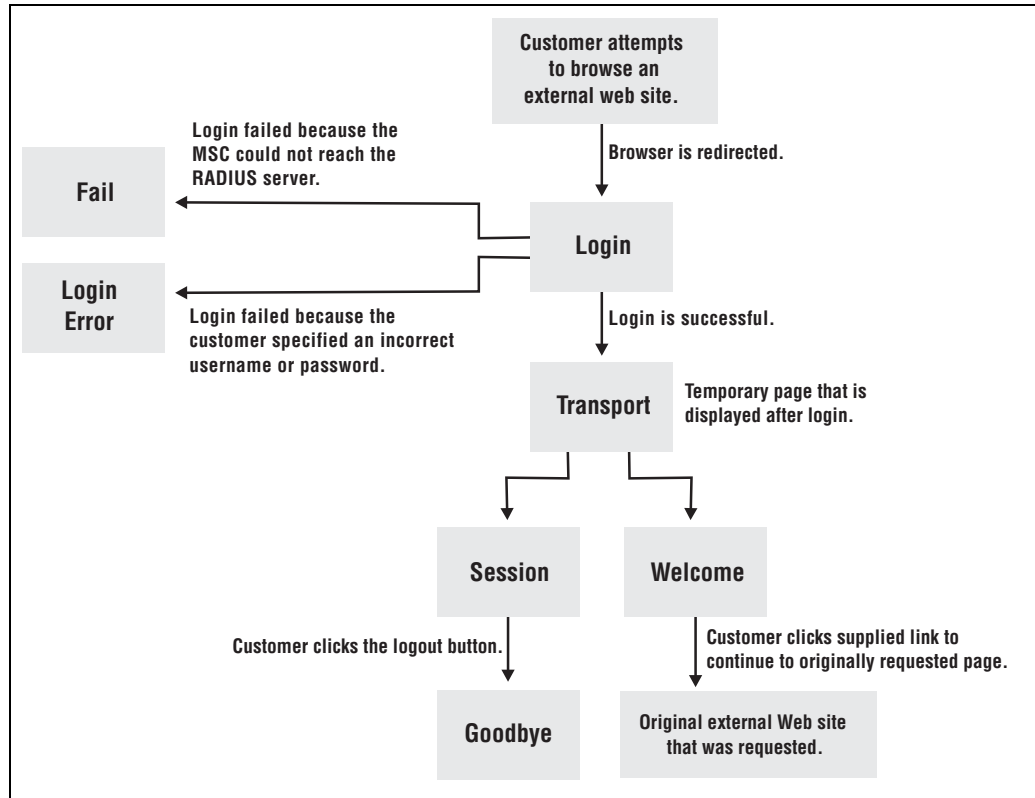 Customer attempts
to browse an
external web site.
Browser is redirected.
Login failed because the
MSC could not reach the
RADIUS server.
Fail
Login
Login
Error
Login failed because the
customer specified an incorrect
username or password.
Login is successful.
Transport
Temporary page that is
displayed after login.
Session
Welcome
Customer clicks the logout button.
Customer clicks supplied link to
continue to originally requested page.
Goodbye
Original external Web site
that was requested.